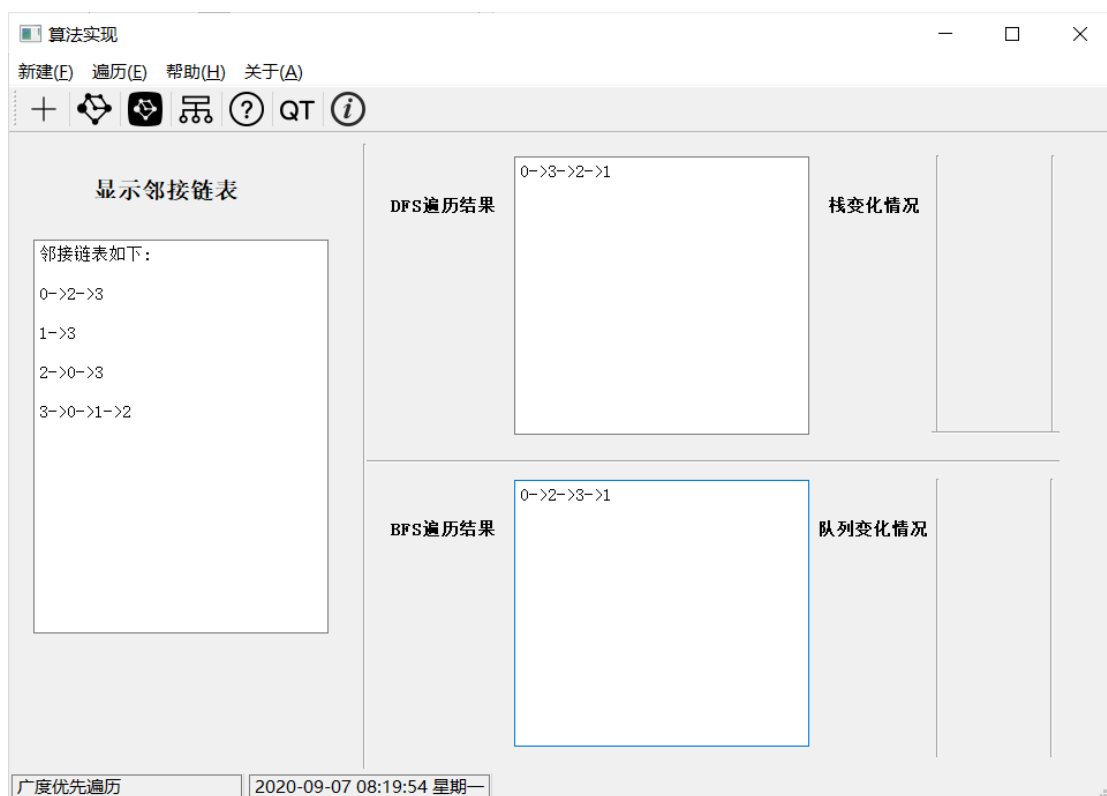 算法实现
新建(F) 遍历(E) 帮助(H) 关于(A)
QT
显示邻接链表
邻接链表如下:
0->2->3
1->3
2->0->3
3->0->1->2
DFS遍历结果
0->3->2->1
栈变化情况
BFS遍历结果
0->2->3->1
队列变化情况
广度优先遍历
2020-09-07 08:19:54 星期一